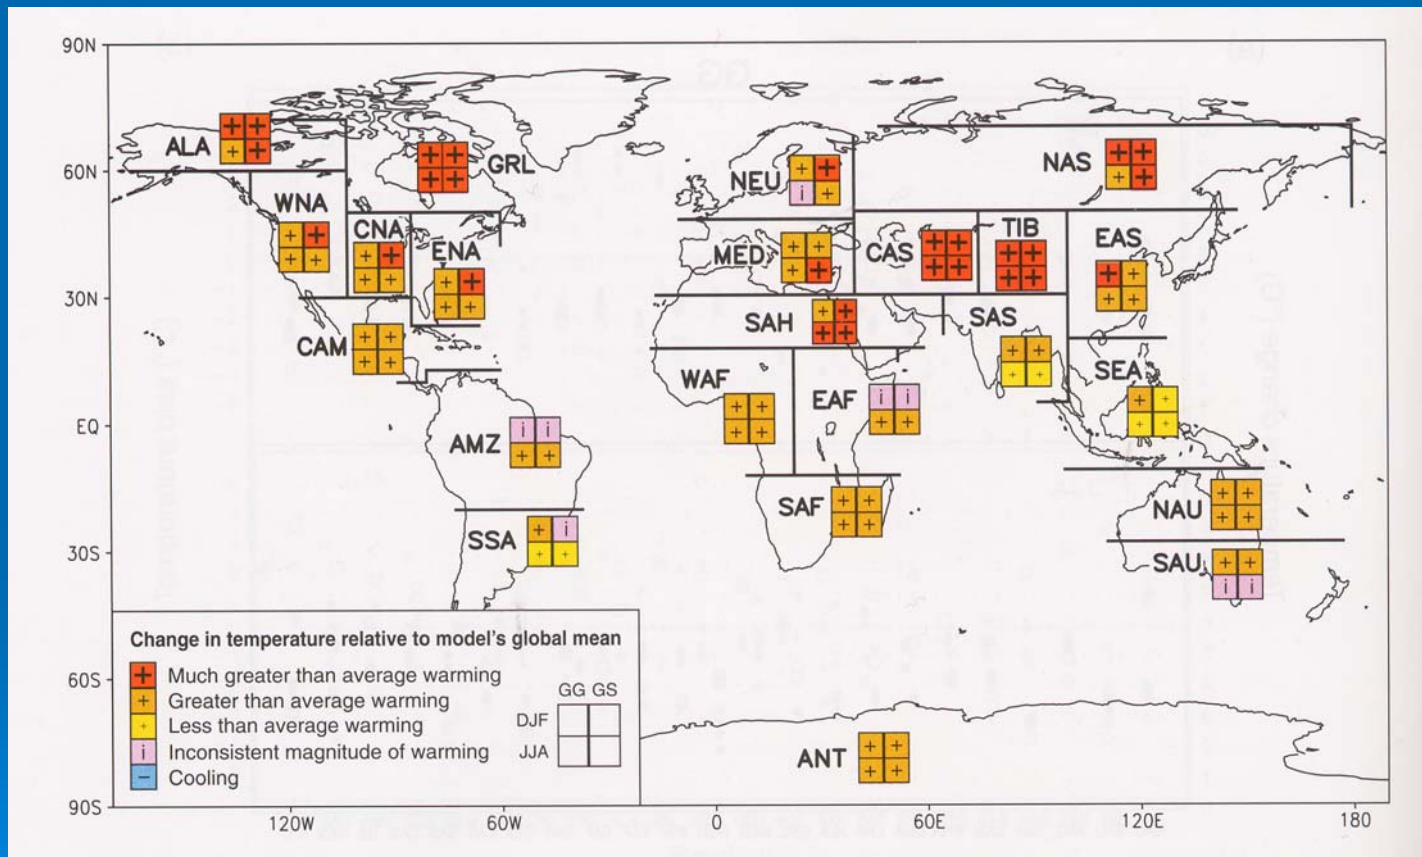 90N
60N
30N
EQ
30S
60S
90S
ALA
+ +
+ +
GRL
+ +
+ +
WNA
+ +
+ +
CNA
+ +
+ +
ENA
+ +
+ +
CAM
+ +
+ +
AMZ
i i
+ +
SSA
+ i
+ +
NEU
+ +
i +
MED
+ +
+ +
SAH
+ +
+ +
WAF
+ +
+ +
EAF
i i
+ +
SAF
+ +
+ +
NAS
+ +
+ +
CAS
+ +
+ +
TIB
+ +
+ +
EAS
+ +
+ +
SAS
+ +
+ +
SEA
+ +
+ +
NAU
+ +
+ +
SAU
+ +
i i
ANT
+ +
+ +
Change in temperature relative to model's global mean
+ Much greater than average warming
+ Greater than average warming
+ Less than average warming
i Inconsistent magnitude of warming
− Cooling
GG GS
DJF
JJA
120W 60W 0 60E 120E 180